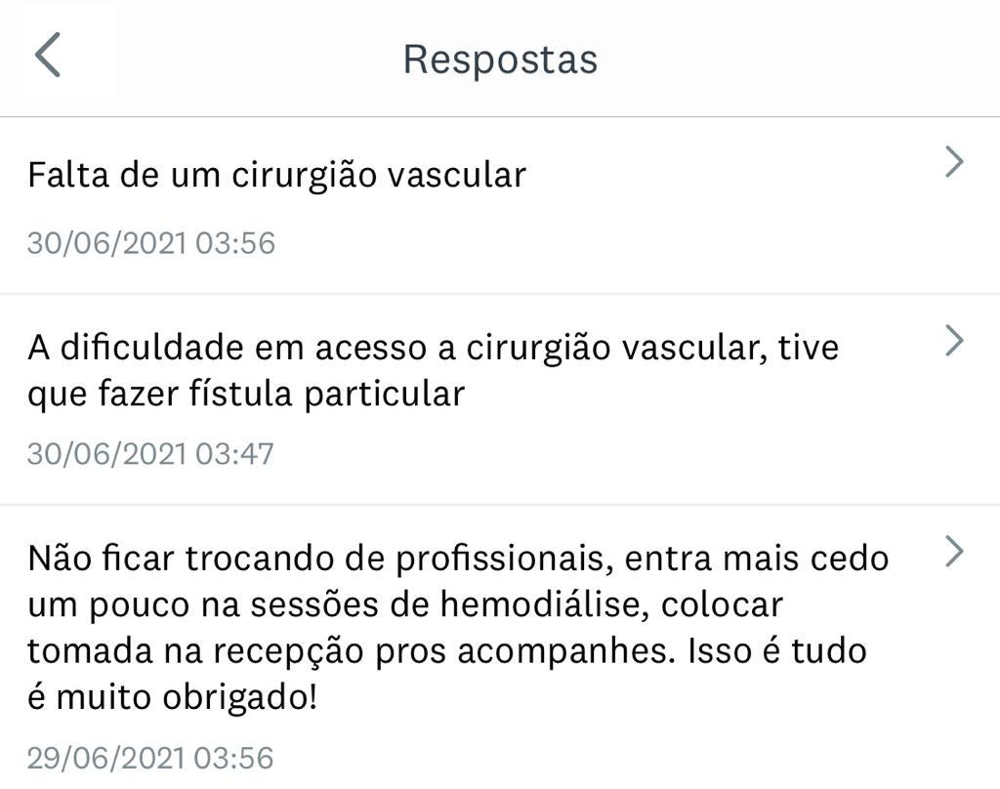 Respostas
Falta de um cirurgião vascular
30/06/2021 03:56
A dificuldade em acesso a cirurgião vascular, tive
que fazer fístula particular
30/06/2021 03:47
Não ficar trocando de profissionais, entra mais cedo
um pouco na sessões de hemodiálise, colocar
tomada na recepção pros acompanhes. Isso é tudo
é muito obrigado!
29/06/2021 03:56